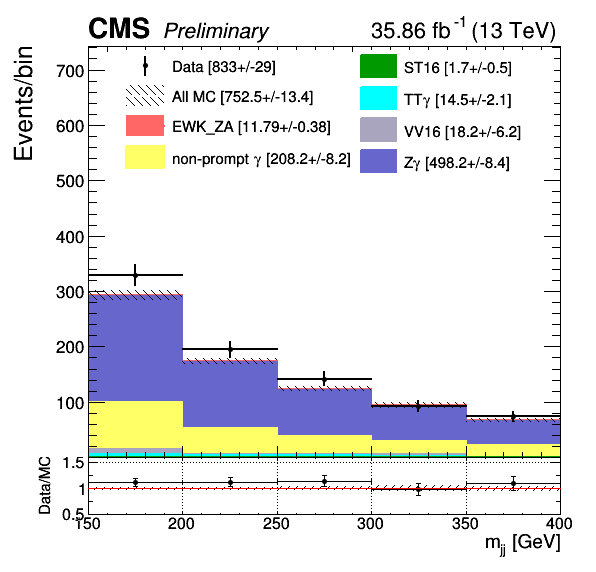 CMS Preliminary 35.86 fb⁻¹ (13 TeV)
Events/bin
700
600
500
400
300
200
100
Data [833+/-29]
All MC [752.5+/-13.4]
EWK_ZA [11.79+/-0.38]
non-prompt γ [208.2+/-8.2]
ST16 [1.7+/-0.5]
TTγ [14.5+/-2.1]
VV16 [18.2+/-6.2]
Zγ [498.2+/-8.4]
Data/MC
1.5
1
0.5
150 200 250 300 350 400
m_jj [GeV]